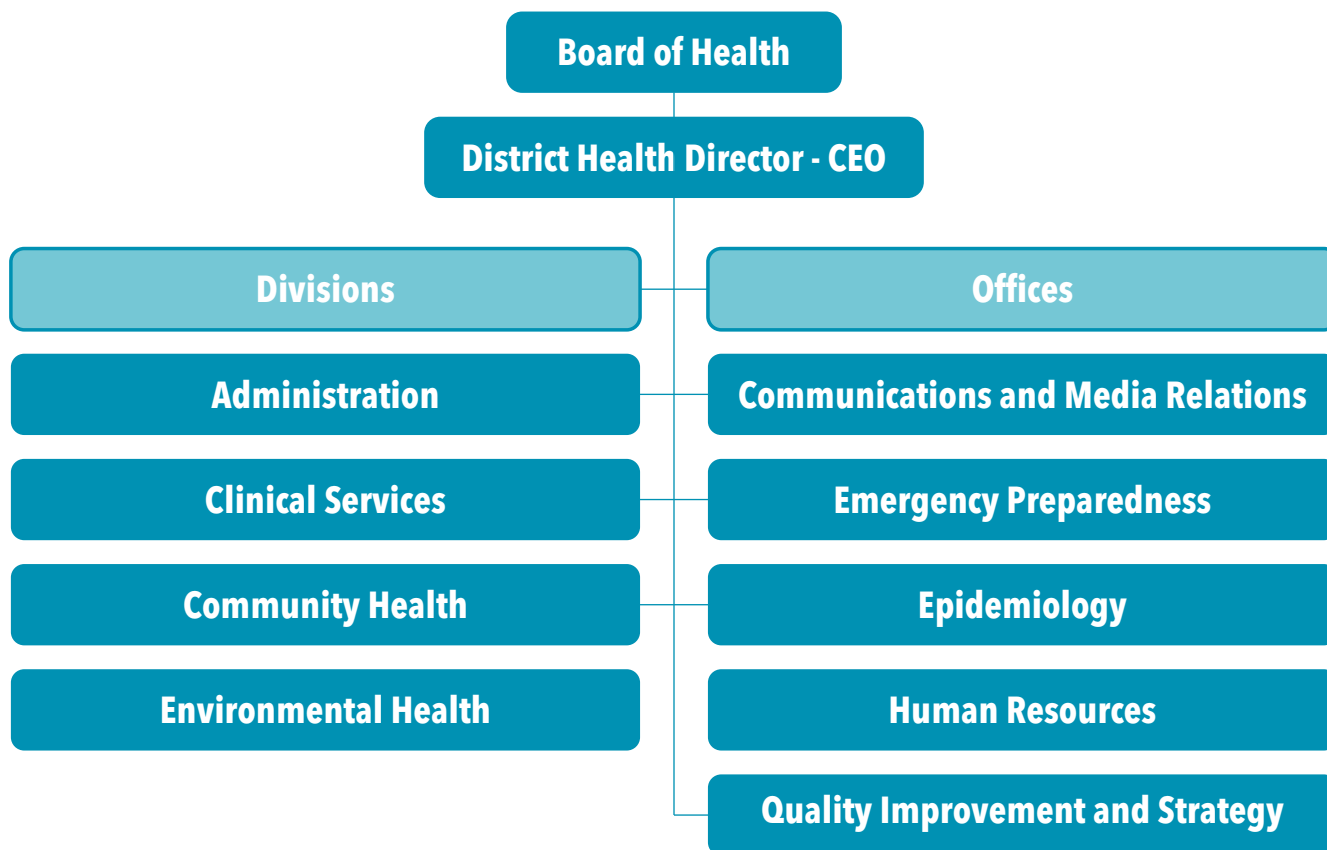 Board of Health
District Health Director - CEO
Divisions
Offices
Administration
Communications and Media Relations
Clinical Services
Emergency Preparedness
Community Health
Epidemiology
Environmental Health
Human Resources
Quality Improvement and Strategy